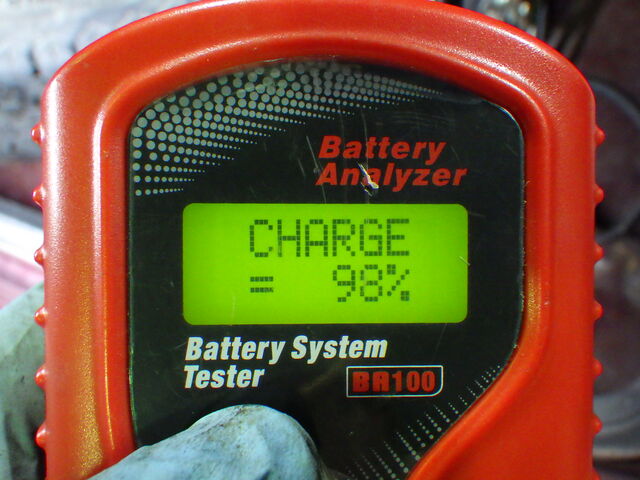 Battery
Analyzer
CHARGE
= 98%
Battery System
Tester
BR100